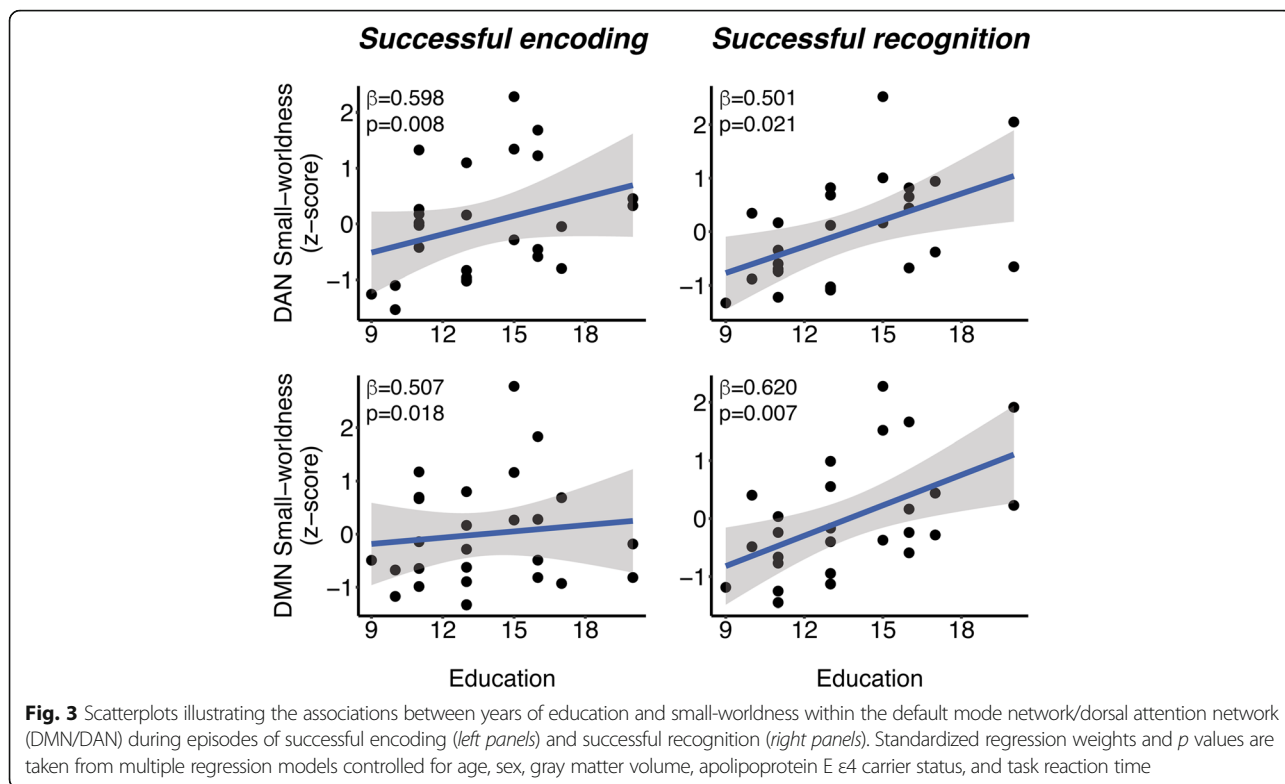 Successful encoding
Successful recognition
β=0.598
p=0.008
DAN Small-worldness
(z-score)
2
1
0
−1
9 12 15 18
β=0.501
p=0.021
2
1
0
−1
9 12 15 18
β=0.507
p=0.018
DMN Small-worldness
(z-score)
2
1
0
−1
9 12 15 18
Education
β=0.620
p=0.007
2
1
0
−1
9 12 15 18
Education
Fig. 3 Scatterplots illustrating the associations between years of education and small-worldness within the default mode network/dorsal attention network
(DMN/DAN) during episodes of successful encoding (left panels) and successful recognition (right panels). Standardized regression weights and p values are
taken from multiple regression models controlled for age, sex, gray matter volume, apolipoprotein E ε4 carrier status, and task reaction time